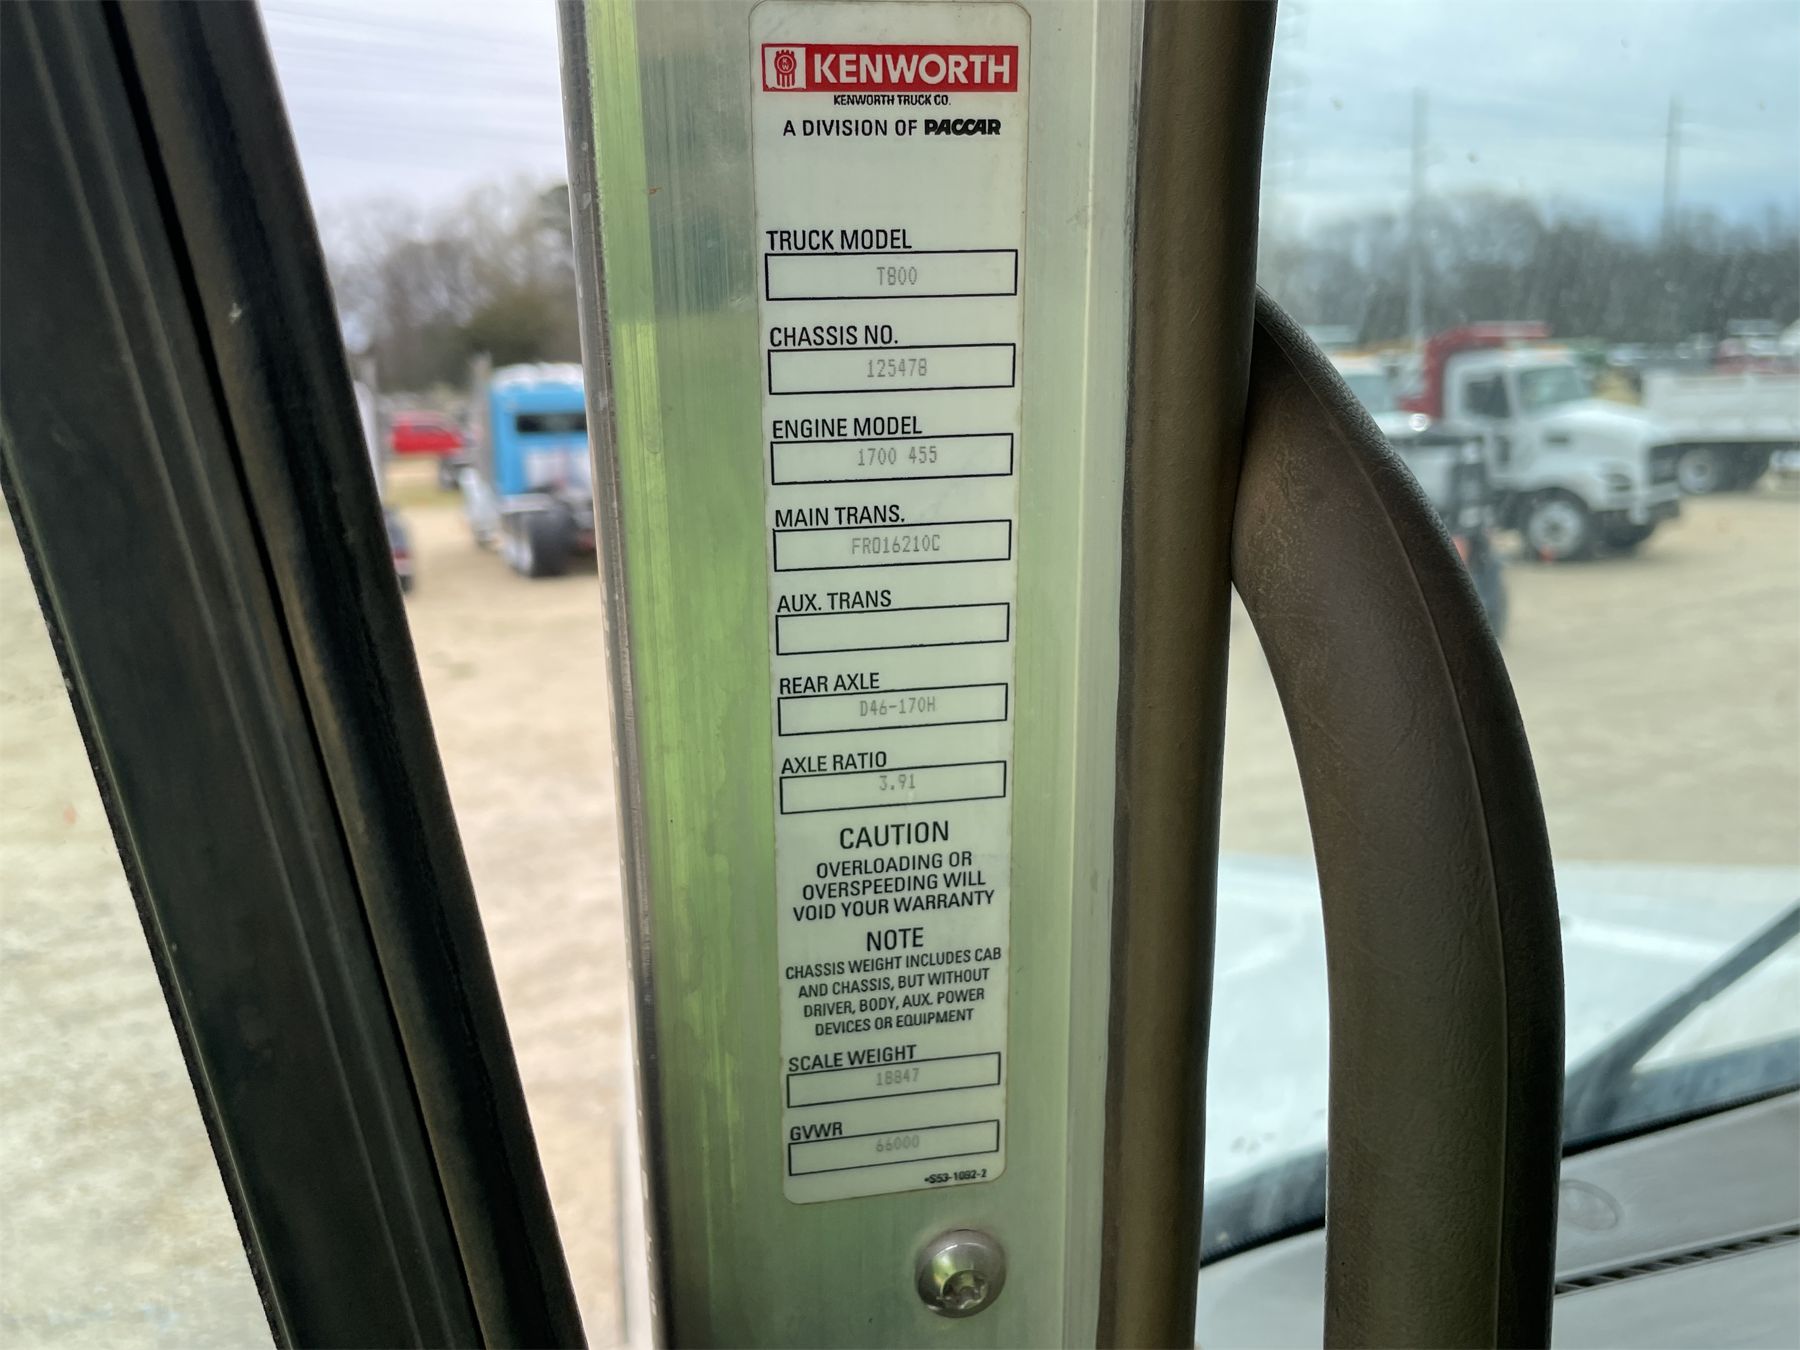 KENWORTH
KENWORTH TRUCK CO.
A DIVISION OF PACCAR
TRUCK MODEL
T800
CHASSIS NO.
125478
ENGINE MODEL
1700 455
MAIN TRANS.
FRO16210C
AUX. TRANS
REAR AXLE
D46-170H
AXLE RATIO
3.91
CAUTION
OVERLOADING OR
OVERSPEEDING WILL
VOID YOUR WARRANTY
NOTE
CHASSIS WEIGHT INCLUDES CAB
AND CHASSIS, BUT WITHOUT
DRIVER, BODY, AUX. POWER
DEVICES OR EQUIPMENT
SCALE WEIGHT
18847
GVWR
66000
S53-1082-2